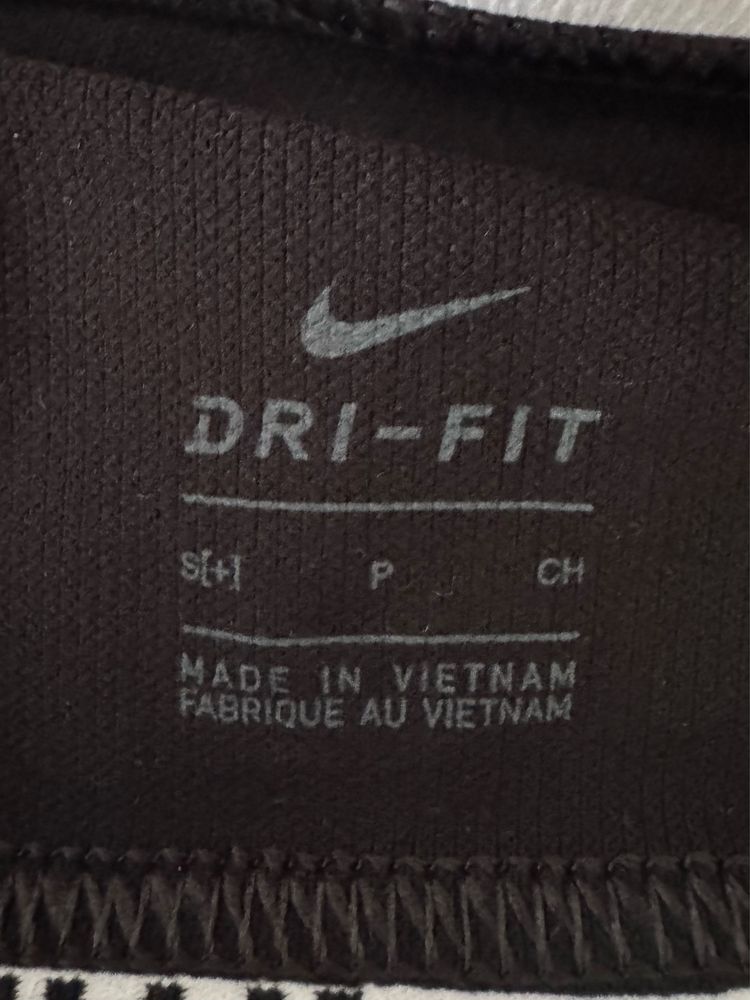 DRI-FIT
S[+] P CH
MADE IN VIETNAM
FABRIQUE AU VIETNAM